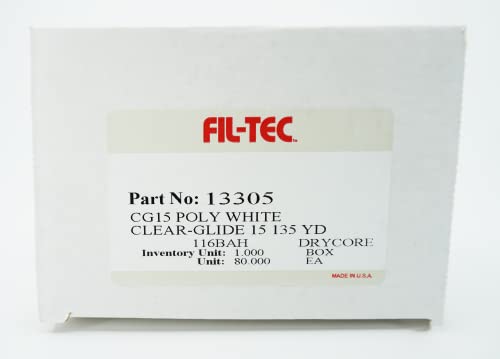 FIL-TEC™
Part No: 13305
CG15 POLY WHITE
CLEAR-GLIDE 15 135 YD
116BAH DRYCORE
Inventory Unit: 1.000 BOX
Unit: 80.000 EA
MADE IN U.S.A.